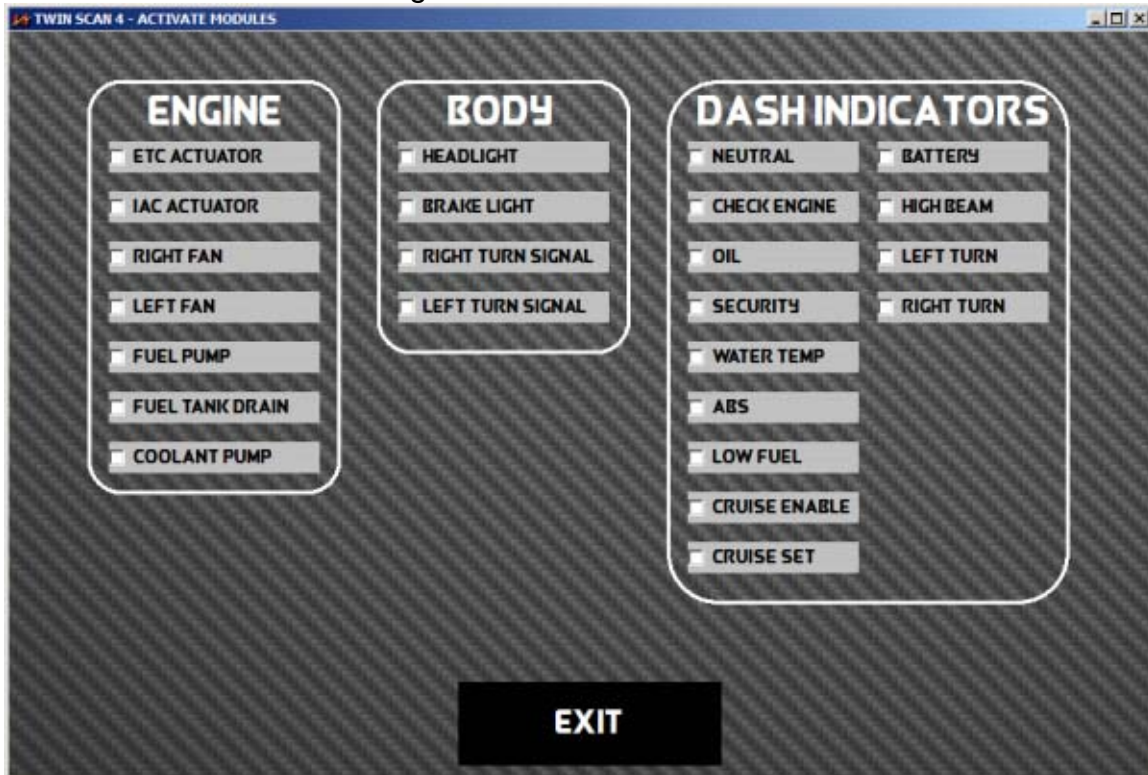 TWIN SCAN 4 - ACTIVATE MODULES
ENGINE
ETC ACTUATOR
IAC ACTUATOR
RIGHT FAN
LEFT FAN
FUEL PUMP
FUEL TANK DRAIN
COOLANT PUMP
BODY
HEADLIGHT
BRAKE LIGHT
RIGHT TURN SIGNAL
LEFT TURN SIGNAL
DASH INDICATORS
NEUTRAL
CHECK ENGINE
OIL
SECURITY
WATER TEMP
ABS
LOW FUEL
CRUISE ENABLE
CRUISE SET
BATTERY
HIGH BEAM
LEFT TURN
RIGHT TURN
EXIT